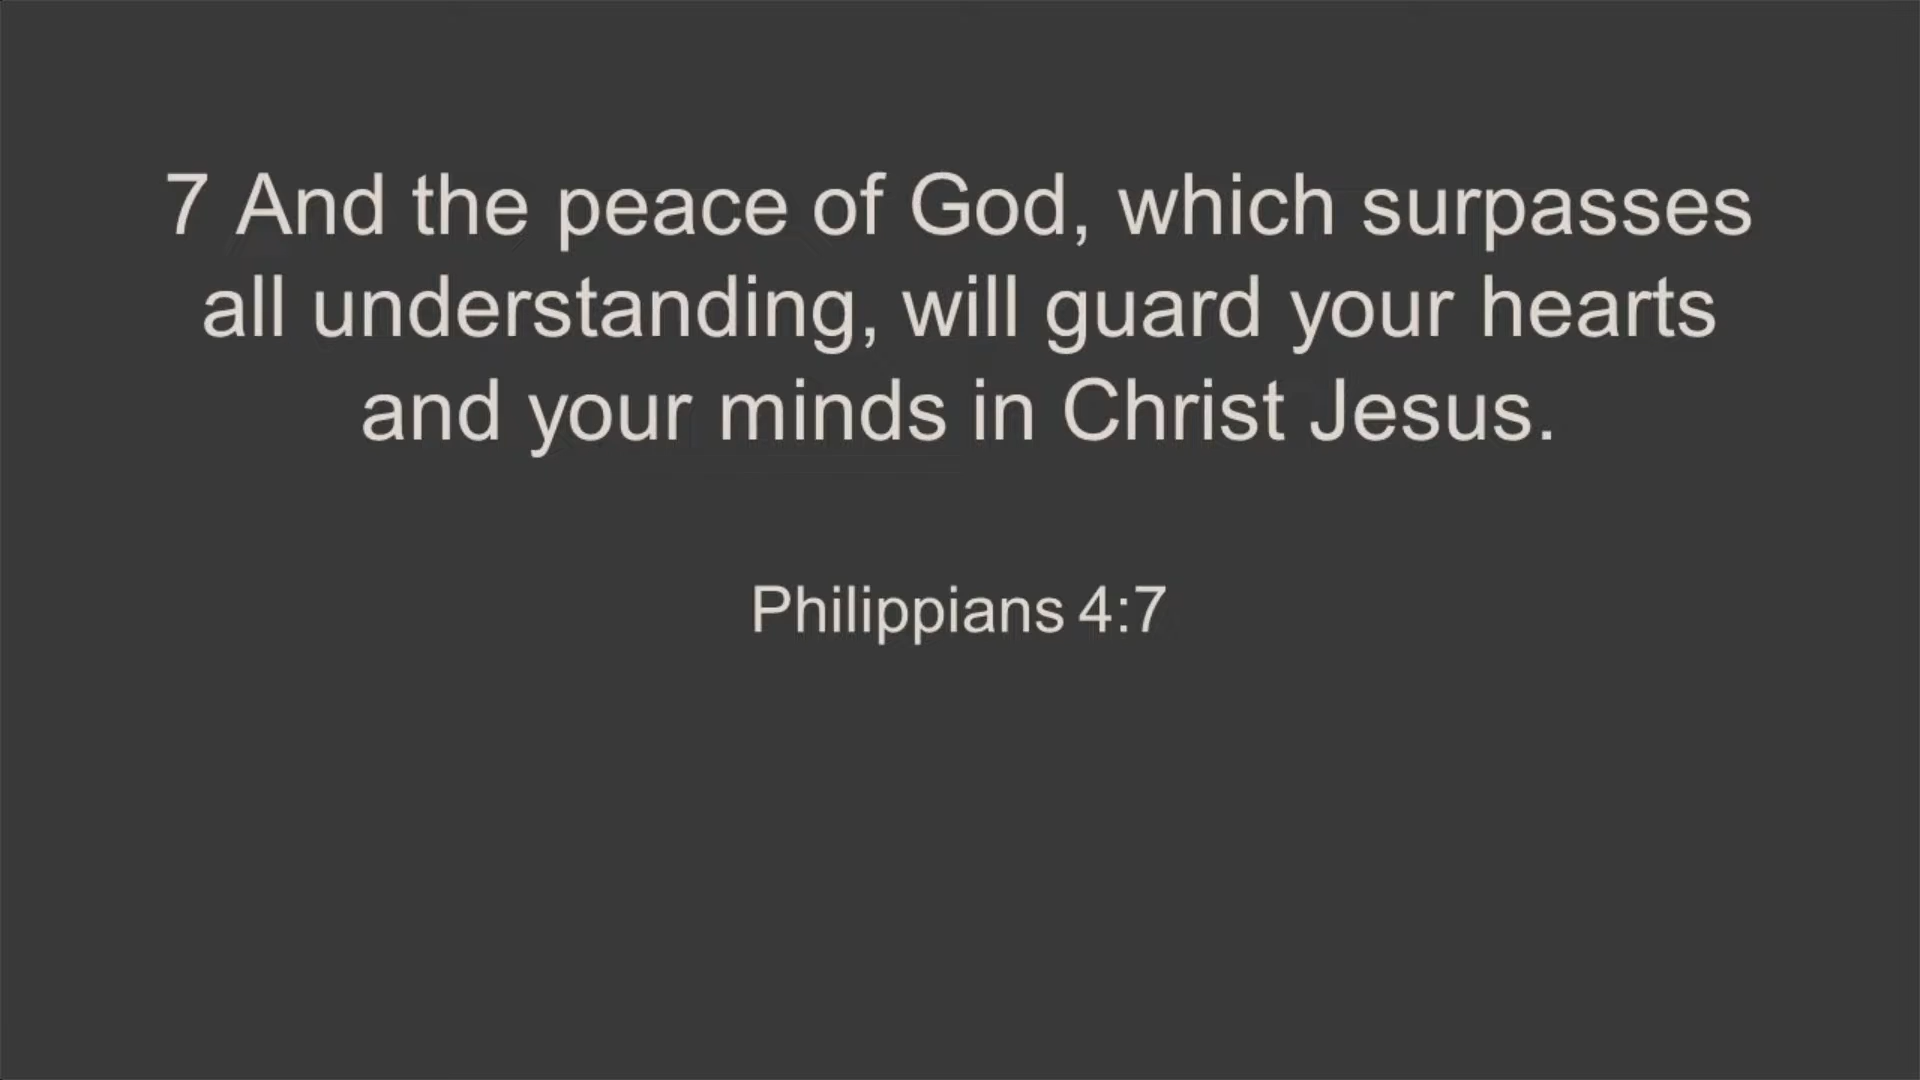 7 And the peace of God, which surpasses
all understanding, will guard your hearts
and your minds in Christ Jesus.
Philippians 4:7